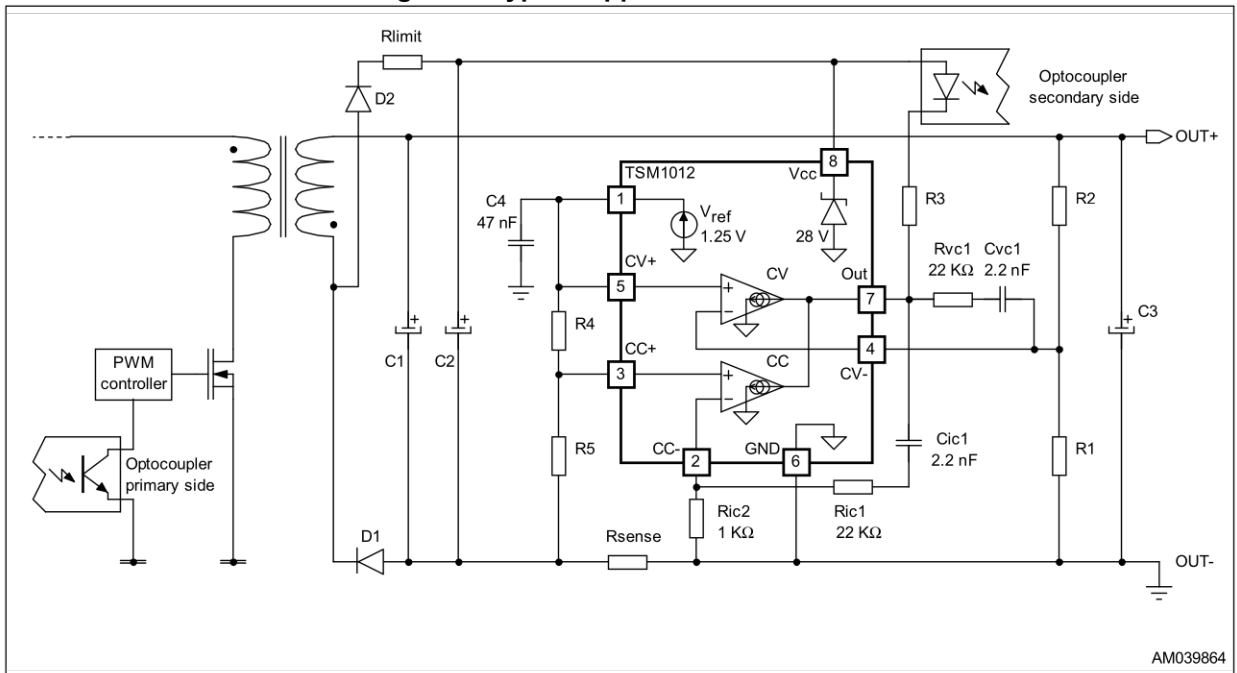 Rlimit
D2
Optocoupler
secondary side
OUT+
TSM1012
Vcc
8
C4
47 nF
1
Vref
1.25 V
28 V
R3
R2
CV+
5
CV
Out
7
Rvc1
22 KΩ
Cvc1
2.2 nF
C3
R4
4
CV-
CC+
3
CC
C1
C2
PWM
controller
R5
CC-
2
GND
6
Cic1
2.2 nF
R1
Optocoupler
primary side
Ric2
1 KΩ
Ric1
22 KΩ
D1
Rsense
OUT-
AM039864